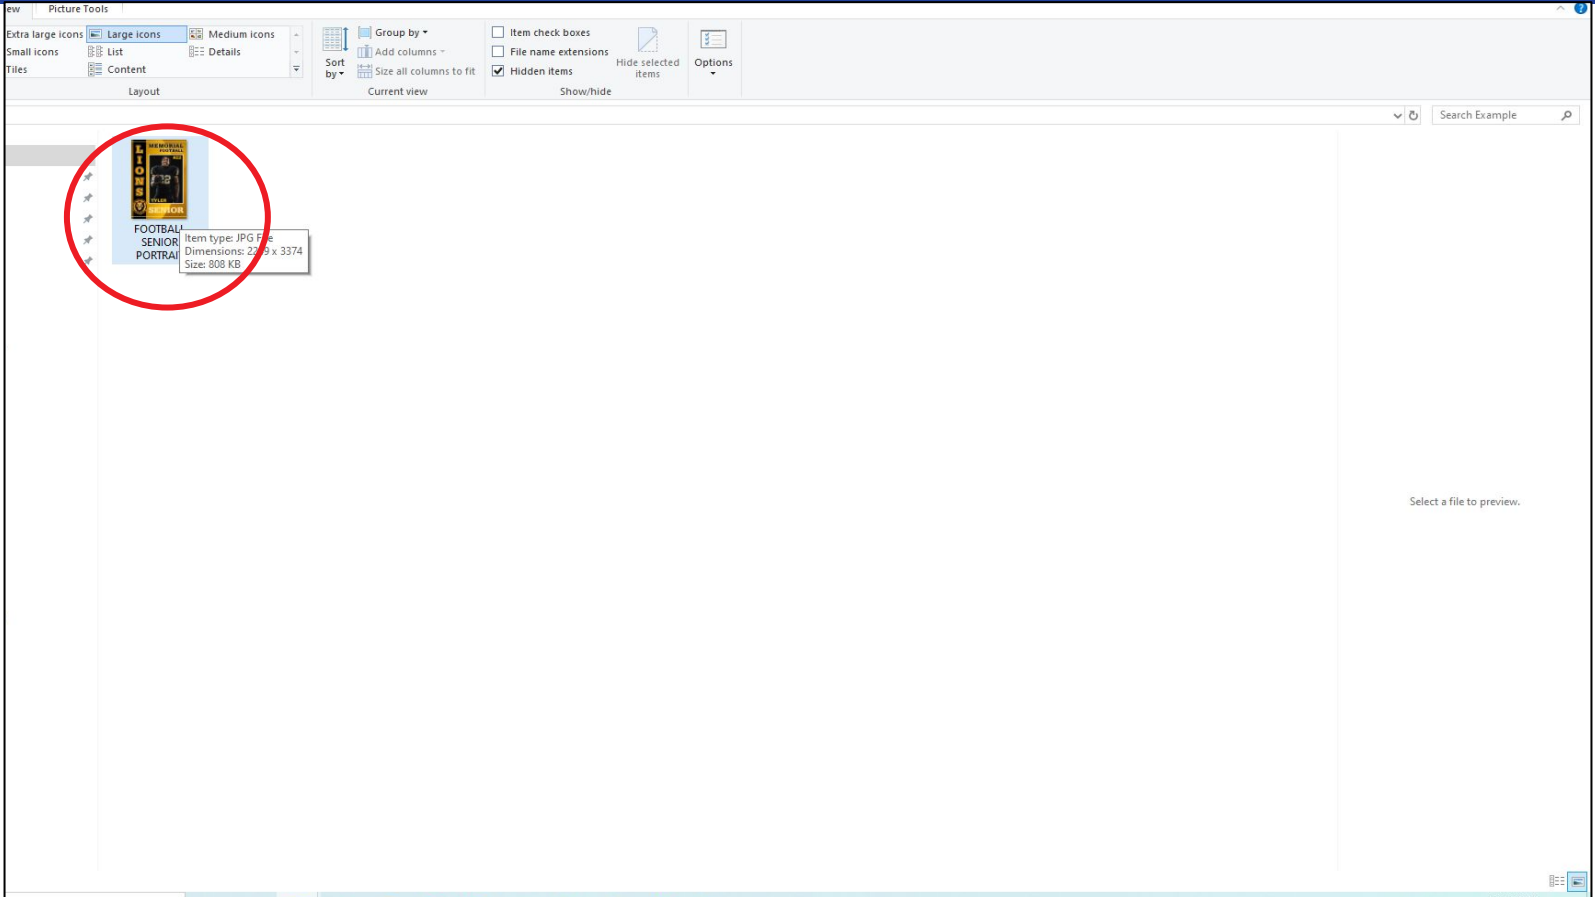 ew Picture Tools
Extra large icons Large icons Medium icons
Small icons List Details
Tiles Content
Layout
Sort by
Group by
Add columns
Size all columns to fit
Current view
Item check boxes
File name extensions
Hidden items
Hide selected items
Show/hide
Options
Search Example
LIONS
MEMORIAL
FOOTBALL
TYLER
SENIOR
FOOTBALL
SENIOR
PORTRAI
Item type: JPG
Dimensions: x 3374
Size: 808 KB
Select a file to preview.